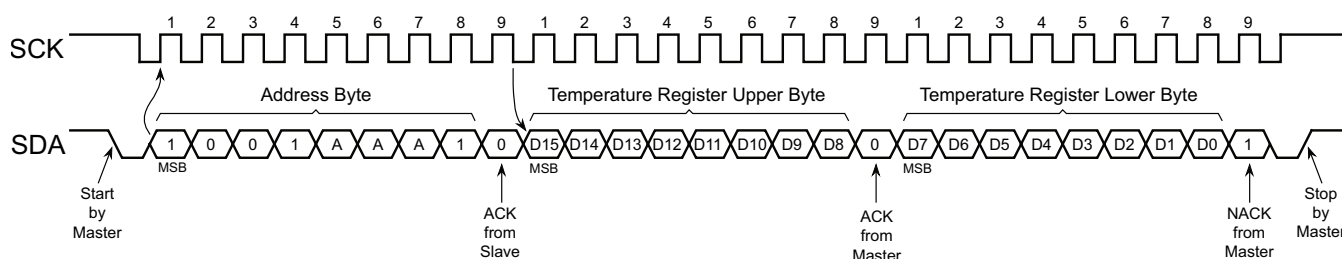 1 2 3 4 5 6 7 8 9 1 2 3 4 5 6 7 8 9 1 2 3 4 5 6 7 8 9
SCK
Address Byte Temperature Register Upper Byte Temperature Register Lower Byte
SDA 1 0 0 1 A A A 1 0 D15 D14 D13 D12 D11 D10 D9 D8 0 D7 D6 D5 D4 D3 D2 D1 D0 1
MSB MSB MSB
Start
by
Master
ACK
from
Slave
ACK
from
Master
NACK
from
Master
Stop
by
Master